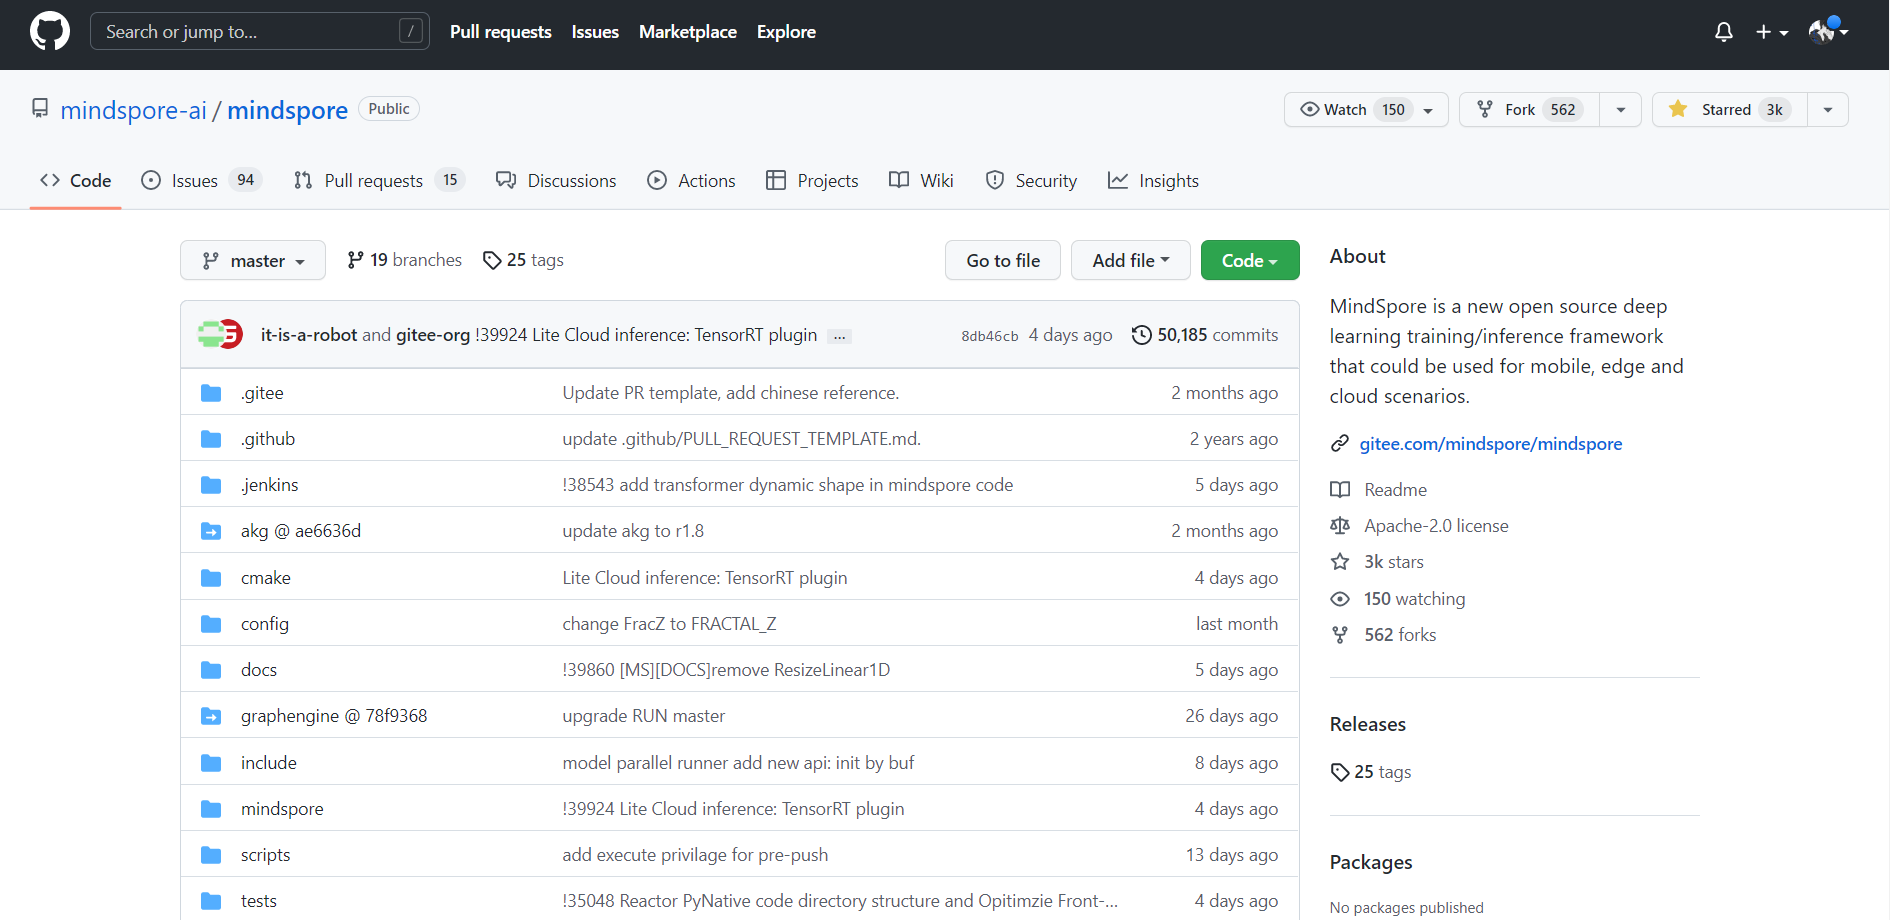 Search or jump to... /
Pull requests Issues Marketplace Explore
mindspore-ai / mindspore Public
Watch 150 Fork 562 Starred 3k
Code Issues 94 Pull requests 15 Discussions Actions Projects Wiki Security Insights
master 19 branches 25 tags Go to file Add file Code
it-is-a-robot and gitee-org !39924 Lite Cloud inference: TensorRT plugin ... 8db46cb 4 days ago 50,185 commits
.gitee Update PR template, add chinese reference. 2 months ago
.github update .github/PULL_REQUEST_TEMPLATE.md. 2 years ago
.jenkins !38543 add transformer dynamic shape in mindspore code 5 days ago
akg @ ae6636d update akg to r1.8 2 months ago
cmake Lite Cloud inference: TensorRT plugin 4 days ago
config change FracZ to FRACTAL_Z last month
docs !39860 [MS][DOCS]remove ResizeLinear1D 5 days ago
graphengine @ 78f9368 upgrade RUN master 26 days ago
include model parallel runner add new api: init by buf 8 days ago
mindspore !39924 Lite Cloud inference: TensorRT plugin 4 days ago
scripts add execute privilage for pre-push 13 days ago
tests !35048 Reactor PyNative code directory structure and Opitimzie Front-... 4 days ago
About
MindSpore is a new open source deep
learning training/inference framework
that could be used for mobile, edge and
cloud scenarios.
gitee.com/mindspore/mindspore
Readme
Apache-2.0 license
3k stars
150 watching
562 forks
Releases
25 tags
Packages
No packages published